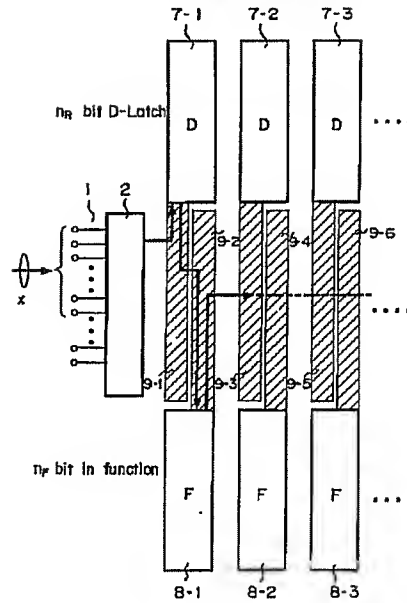 7-1 7-2 7-3
nR bit D-Latch
D D D
1 2
9-2 9-4 9-6
x
9-1 9-3 9-5
nF bit in function
F F F
8-1 8-2 8-3